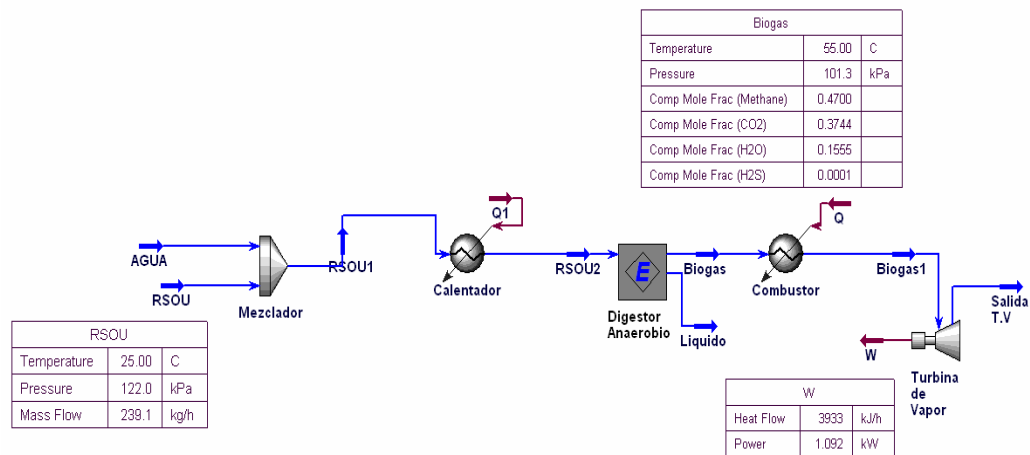 Biogas
Temperature 55.00 C
Pressure 101.3 kPa
Comp Mole Frac (Methane) 0.4700
Comp Mole Frac (CO2) 0.3744
Comp Mole Frac (H2O) 0.1555
Comp Mole Frac (H2S) 0.0001
Q1
Q
AGUA
RSOU
Mezclador
RSOU1
Calentador
RSOU2
E
Digestor
Anaerobio
Biogas
Liquido
Combustor
Biogas1
Salida
T.V
W
Turbina
de
Vapor
RSOU
Temperature 25.00 C
Pressure 122.0 kPa
Mass Flow 239.1 kg/h
W
Heat Flow 3933 kJ/h
Power 1.092 kW